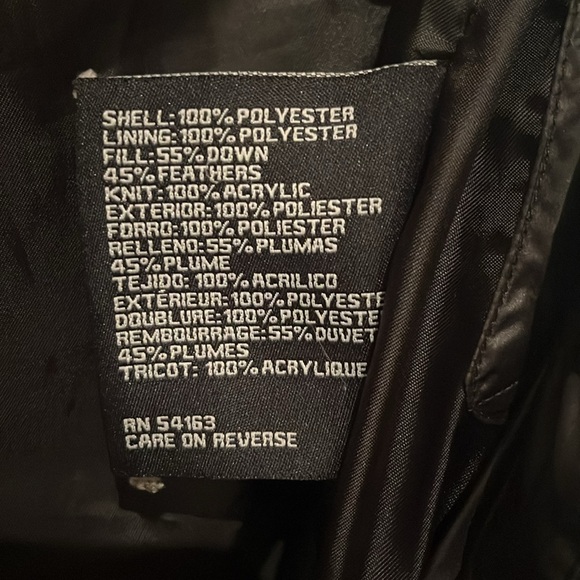 SHELL:100% POLYESTER
LINING:100% POLYESTER
FILL:55% DOWN
45% FEATHERS
KNIT:100% ACRYLIC
EXTERIOR:100% POLIESTER
FORRO:100% POLIESTER
RELLENO:55% PLUMAS
45% PLUME
TEJIDO:100% ACRILICO
EXTÉRIEUR:100% POLYESTE
DOUBLURE:100% POLYESTE
REMBOURRAGE:55% DUVET
45% PLUMES
TRICOT: 100% ACRYLIQUE
RN 54163
CARE ON REVERSE